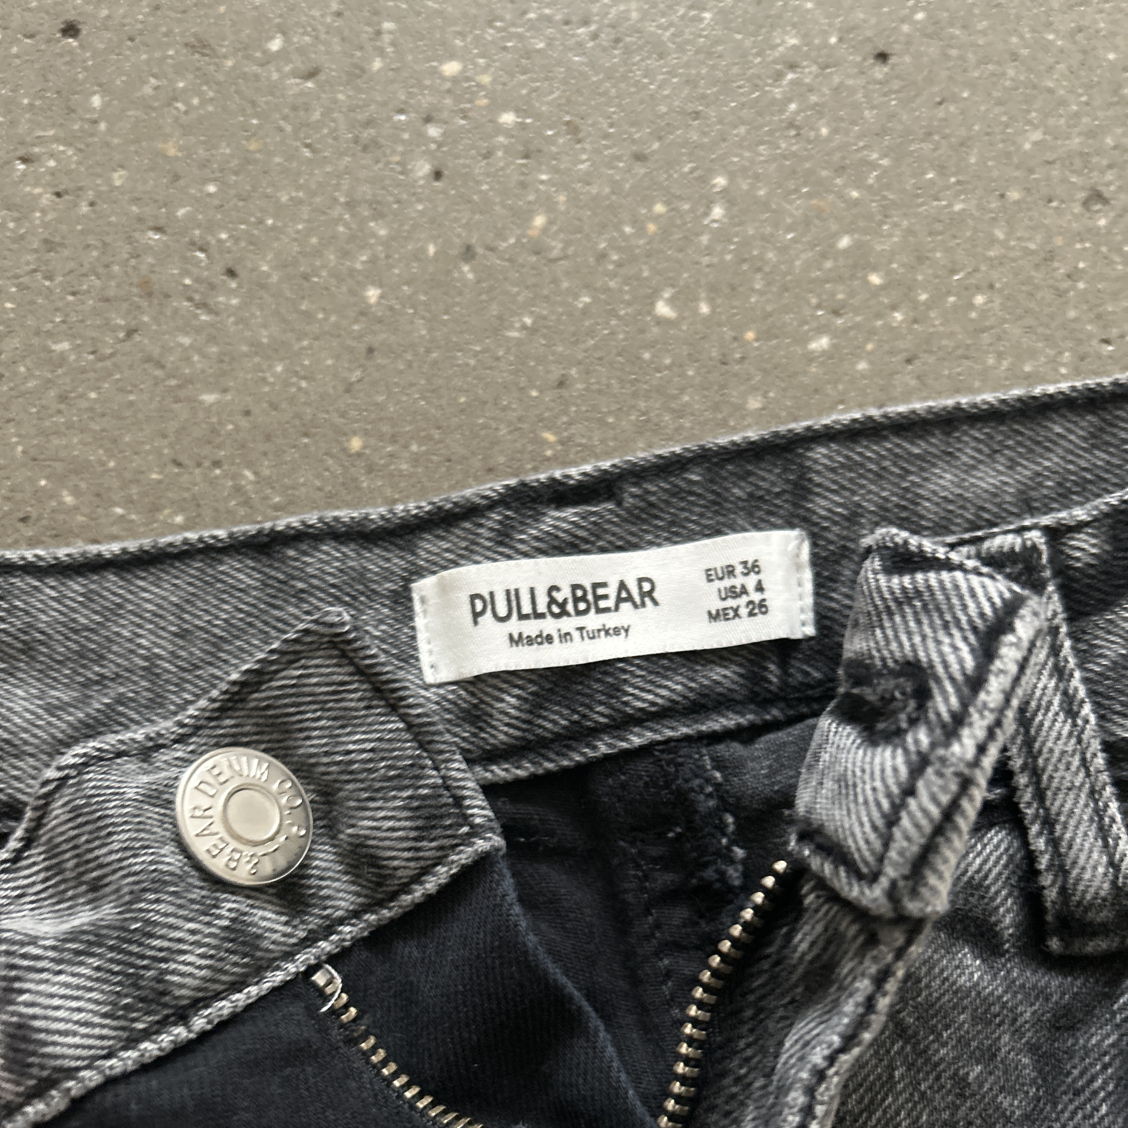 PULL&BEAR
Made in Turkey
EUR 36
USA 4
MEX 26
&BEAR DENIM CO.